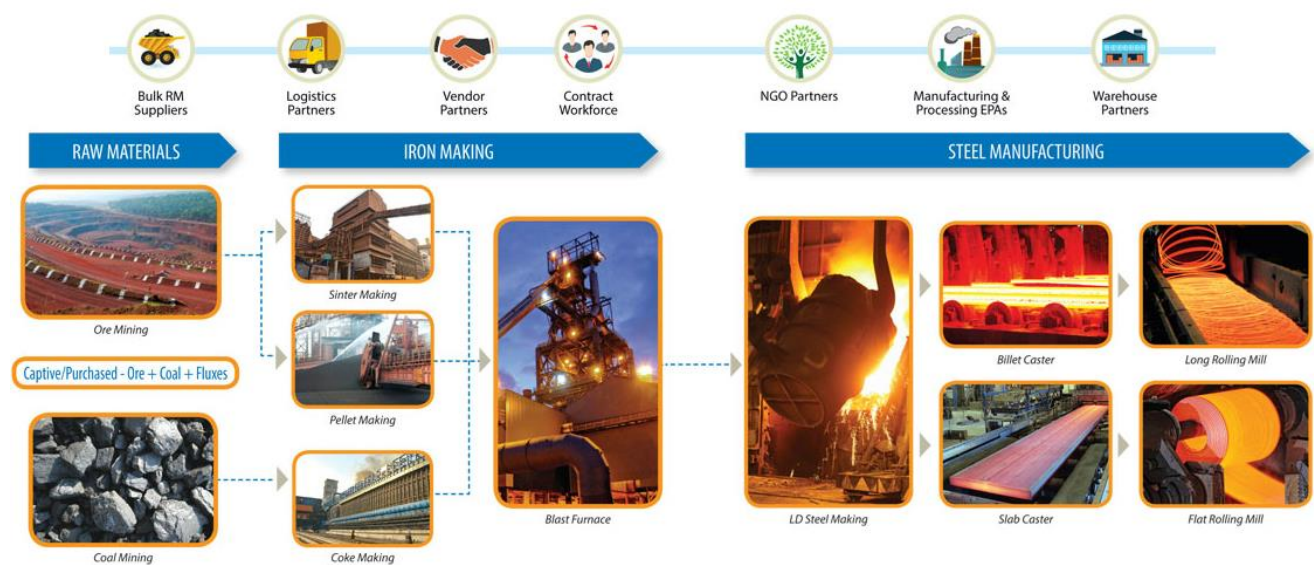 Bulk RM
Suppliers
Logistics
Partners
Vendor
Partners
Contract
Workforce
NGO Partners
Manufacturing &
Processing EPAs
Warehouse
Partners
RAW MATERIALS
IRON MAKING
STEEL MANUFACTURING
Ore Mining
Captive/Purchased - Ore + Coal + Fluxes
Coal Mining
Sinter Making
Pellet Making
Coke Making
Blast Furnace
LD Steel Making
Billet Caster
Long Rolling Mill
Slab Caster
Flat Rolling Mill